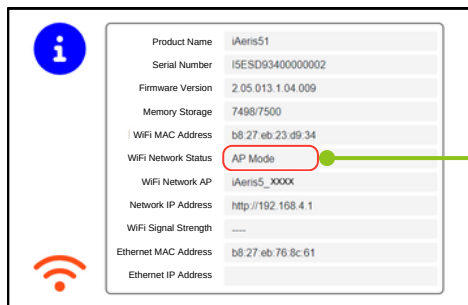 i
Product Name iAeris51
Serial Number I5ESD93400000002
Firmware Version 2.05.013.1.04.009
Memory Storage 7498/7500
WiFi MAC Address b8:27:eb:23:d9:34
WiFi Network Status AP Mode
WiFi Network AP iAeris5_XXXX
Network IP Address http://192.168.4.1
WiFi Signal Strength ----
Ethernet MAC Address b8:27:eb:76:8c:61
Ethernet IP Address